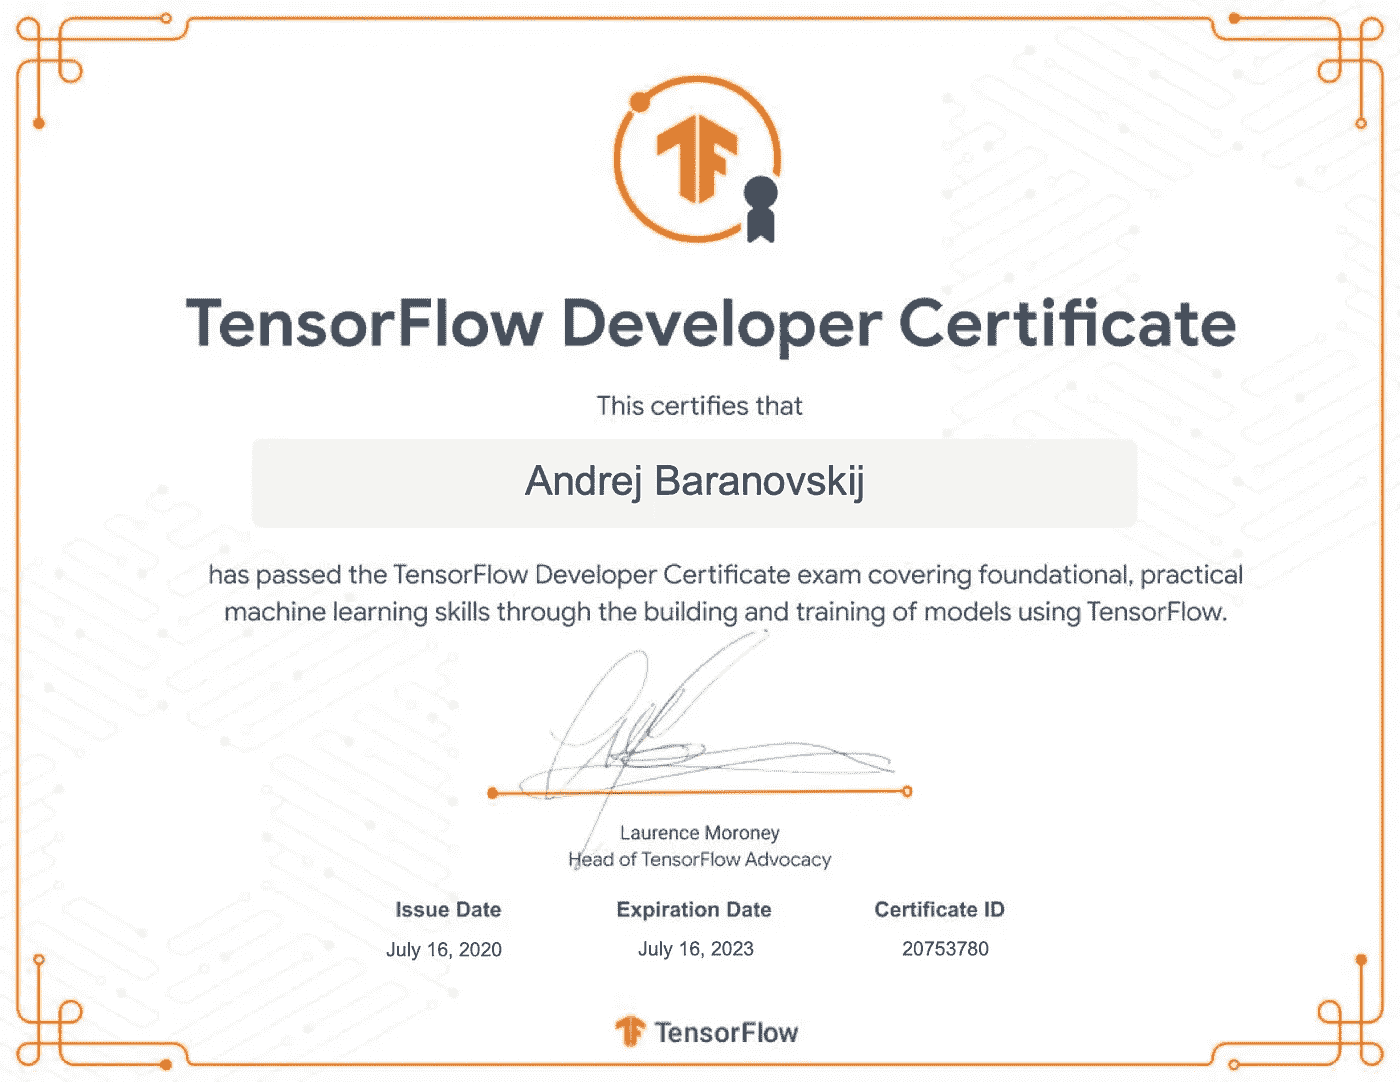 TF
TensorFlow Developer Certificate
This certifies that
Andrej Baranovskij
has passed the TensorFlow Developer Certificate exam covering foundational, practical
machine learning skills through the building and training of models using TensorFlow.
Laurence Moroney
Head of TensorFlow Advocacy
Issue Date Expiration Date Certificate ID
July 16, 2020 July 16, 2023 20753780
TensorFlow